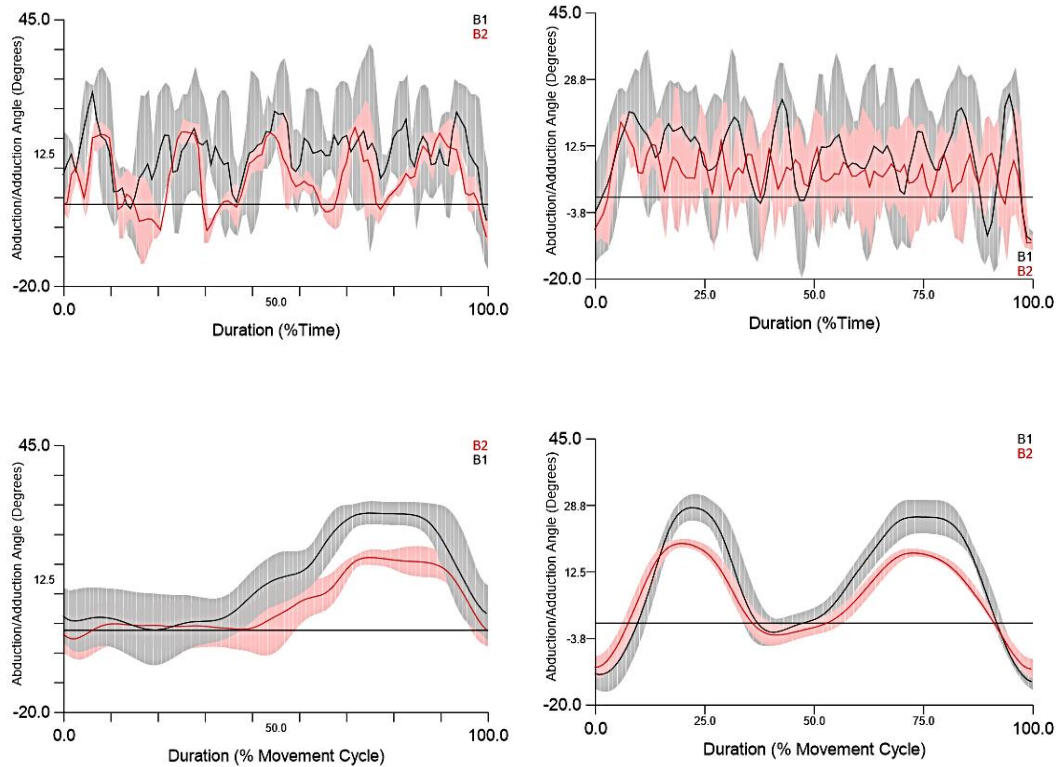 45.0
B1
B2
12.5
-20.0
0.0
50.0
100.0
Abduction/Adduction Angle (Degrees)
Duration (%Time)
45.0
28.8
12.5
-3.8
-20.0
B1
B2
0.0
25.0
50.0
75.0
100.0
Abduction/Adduction Angle (Degrees)
Duration (%Time)
45.0
B2
B1
12.5
-20.0
0.0
50.0
100.0
Abduction/Adduction Angle (Degrees)
Duration (% Movement Cycle)
45.0
B1
B2
28.8
12.5
-3.8
-20.0
0.0
25.0
50.0
75.0
100.0
Abduction/Adduction Angle (Degrees)
Duration (% Movement Cycle)